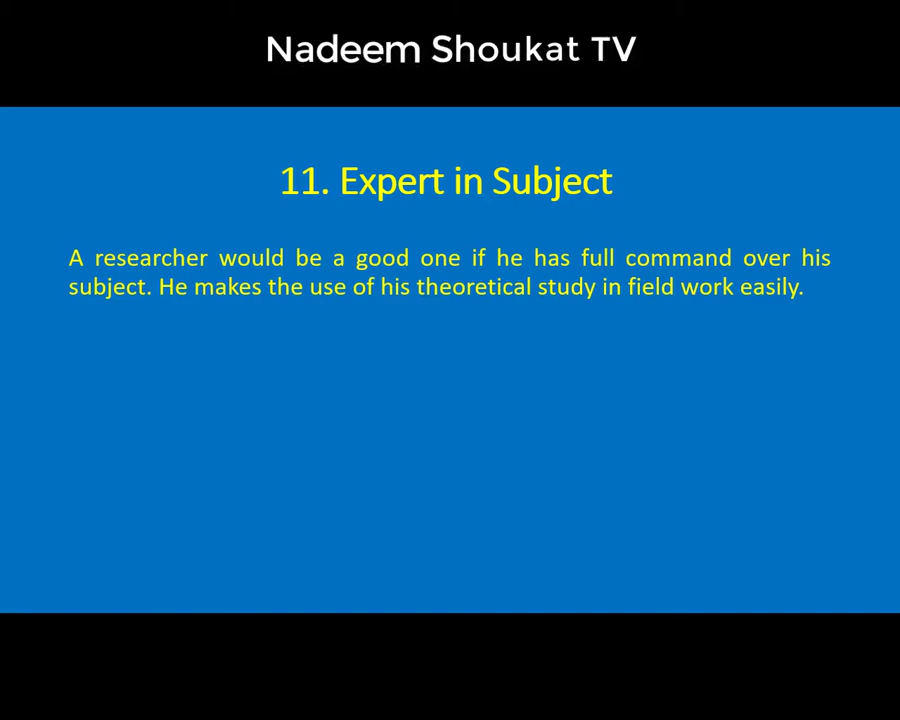 Nadeem Shoukat TV
11. Expert in Subject
A researcher would be a good one if he has full command over his
subject. He makes the use of his theoretical study in field work easily.